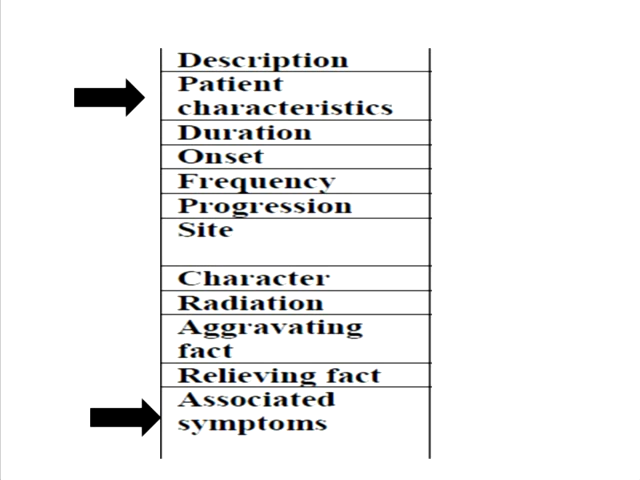 Description
Patient
characteristics
Duration
Onset
Frequency
Progression
Site
Character
Radiation
Aggravating
fact
Relieving fact
Associated
symptoms